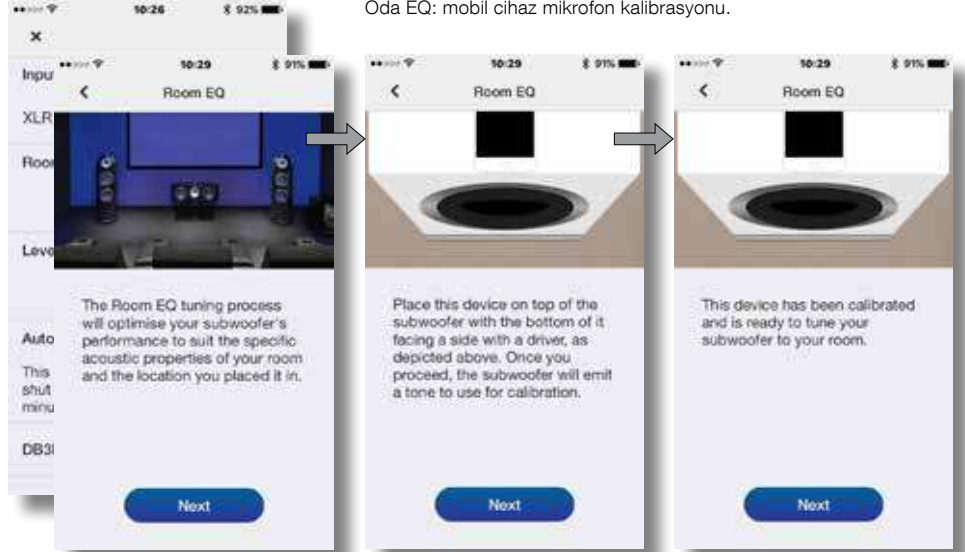 Oda EQ: mobil cihaz mikrofon kalibrasyonu.
10:26
92%
×
Inpu
XLR
Room
Leve
Auto
This
shut
minu
DB3
10:29
91%
Room EQ
The Room EQ tuning process
will optimise your subwoofer's
performance to suit the specific
acoustic properties of your room
and the location you placed it in.
Next
10:29
91%
Room EQ
Place this device on top of the
subwoofer with the bottom of it
facing a side with a driver, as
depicted above. Once you
proceed, the subwoofer will emit
a tone to use for calibration.
Next
10:29
91%
Room EQ
This device has been calibrated
and is ready to tune your
subwoofer to your room.
Next